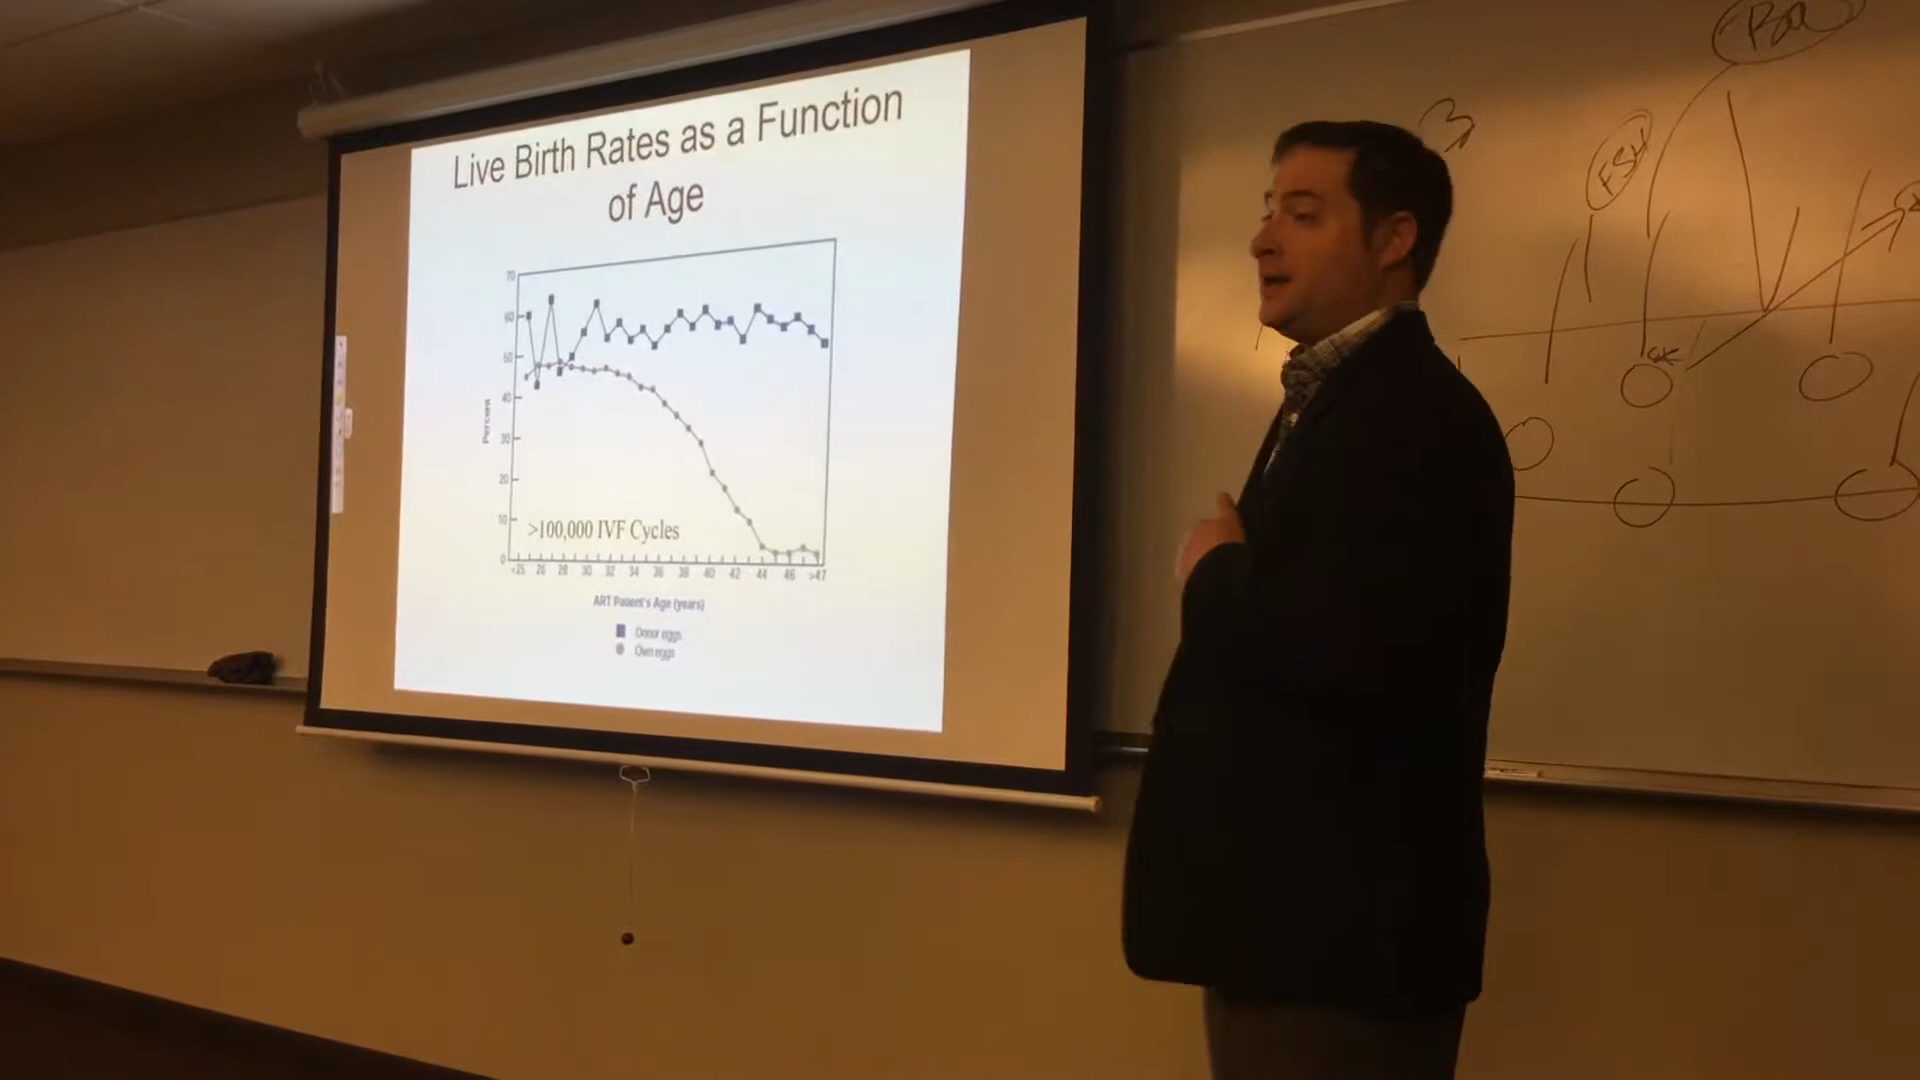 Live Birth Rates as a Function
of Age
70
60
50
40
30
20
10
0
Percent
>100,000 IVF Cycles
<25 26 28 30 32 34 36 38 40 42 44 46 >47
ART Patient's Age (years)
Donor eggs
Own eggs
FSH